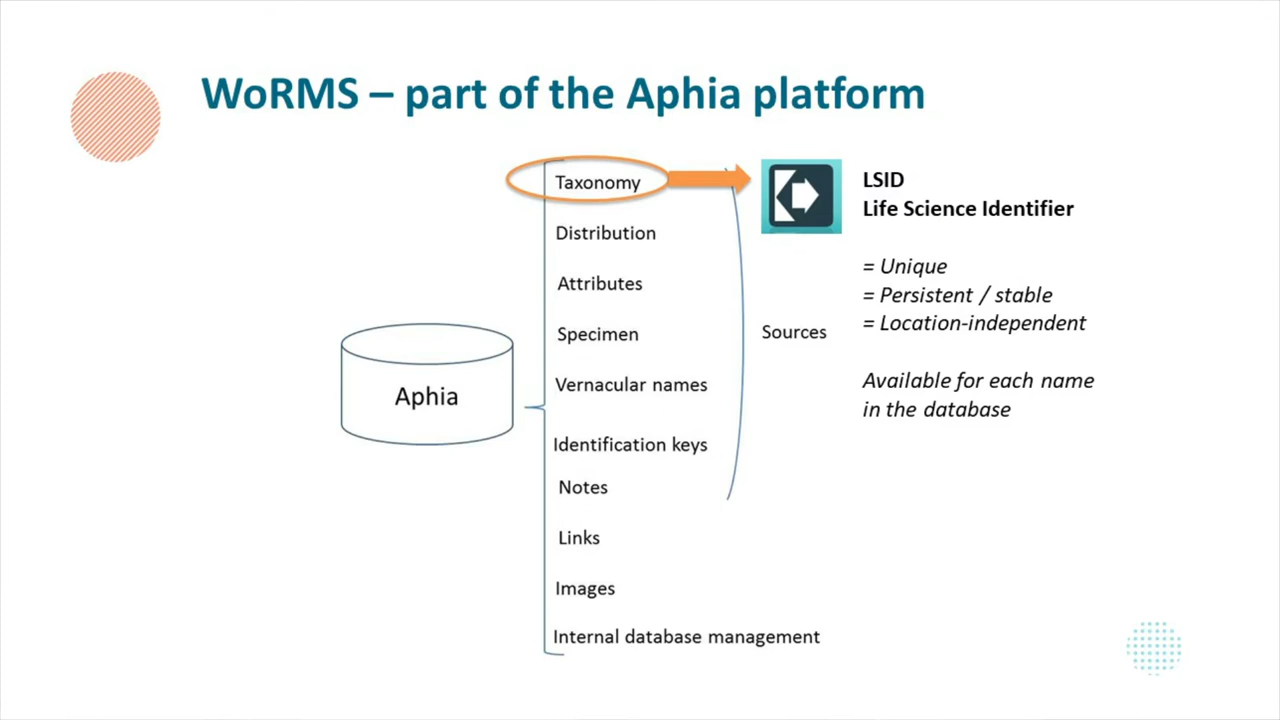 WoRMS – part of the Aphia platform
Taxonomy
Distribution
Attributes
Specimen
Vernacular names
Identification keys
Notes
Links
Images
Internal database management
Aphia
Sources
LSID
Life Science Identifier
= Unique
= Persistent / stable
= Location-independent
Available for each name
in the database